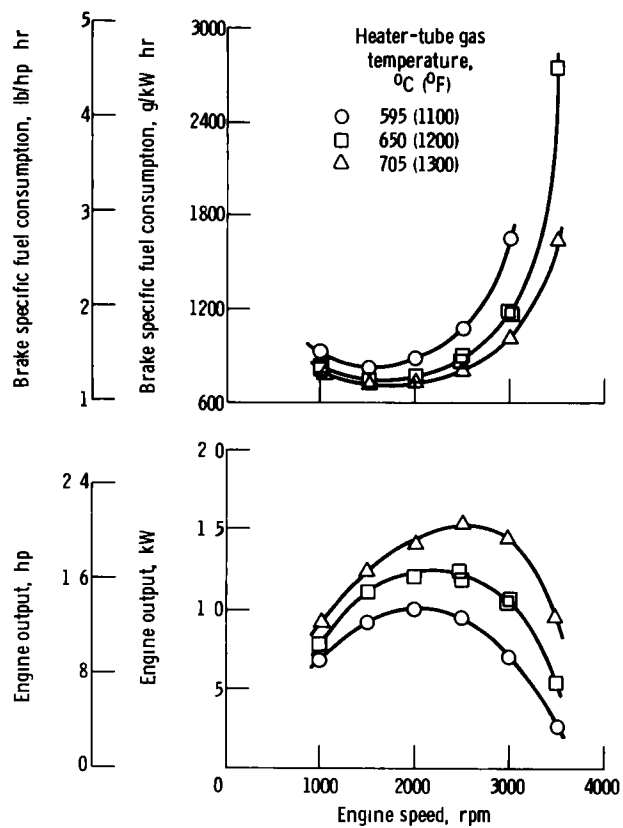 Brake specific fuel consumption, lb/hp hr
5
4
3
2
1
Brake specific fuel consumption, g/kW hr
3000
2400
1800
1200
600
Heater-tube gas
temperature,
°C (°F)
595 (1100)
650 (1200)
705 (1300)
Engine output, hp
2 4
1 6
8
0
Engine output, kW
2 0
1 5
1 0
5
0 1000 2000 3000 4000
Engine speed, rpm